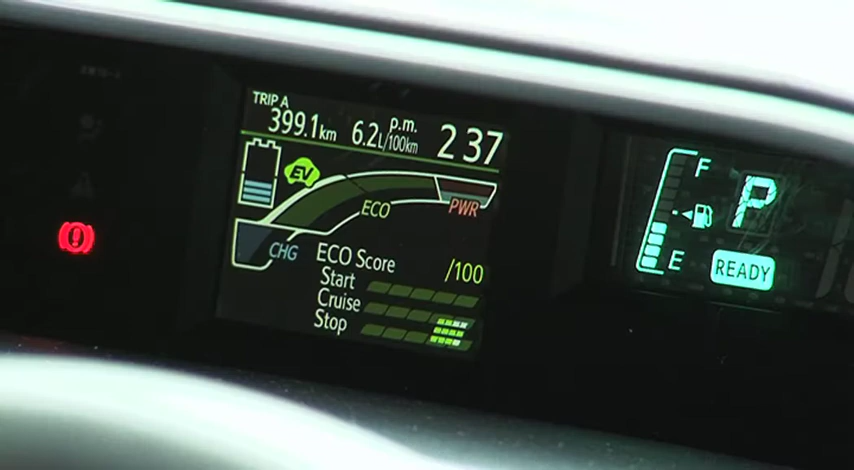 TRIP A
399.1km 6.2L/100km p.m. 2 37
EV
ECO PWR
CHG
ECO Score /100
Start
Cruise
Stop
F
P
E
READY